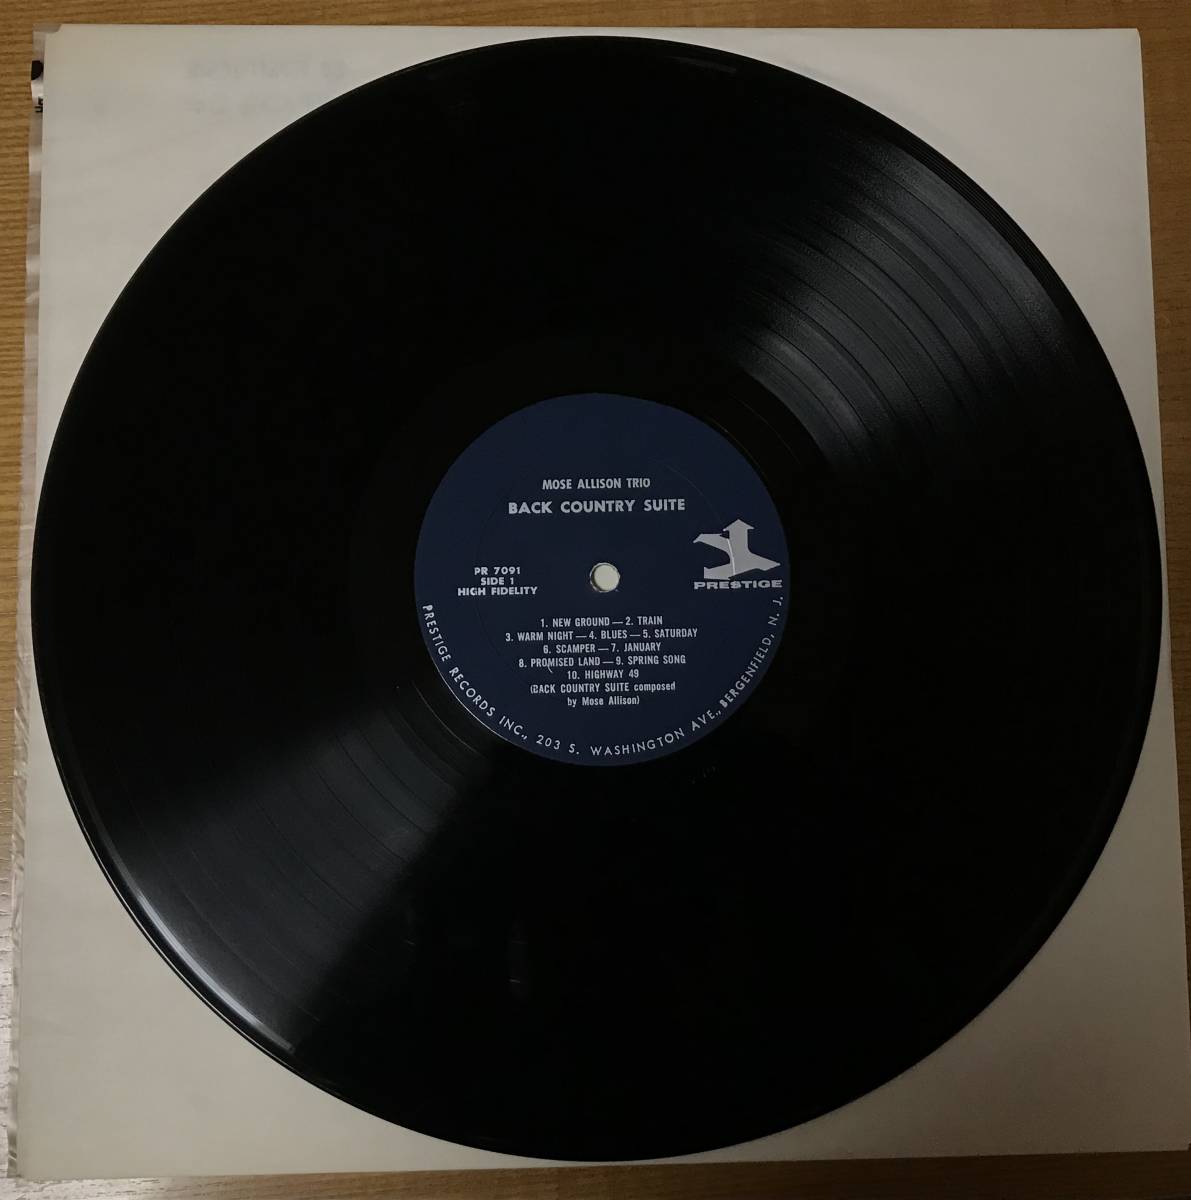 MOSE ALLISON TRIO
BACK COUNTRY SUITE
PR 7091
SIDE 1
HIGH FIDELITY
PRESTIGE
1. NEW GROUND — 2. TRAIN
3. WARM NIGHT — 4. BLUES — 5. SATURDAY
6. SCAMPER — 7. JANUARY
8. PROMISED LAND — 9. SPRING SONG
10. HIGHWAY 49
(BACK COUNTRY SUITE composed
by Mose Allison)
PRESTIGE RECORDS INC., 203 S. WASHINGTON AVE., BERGENFIELD, N. J.